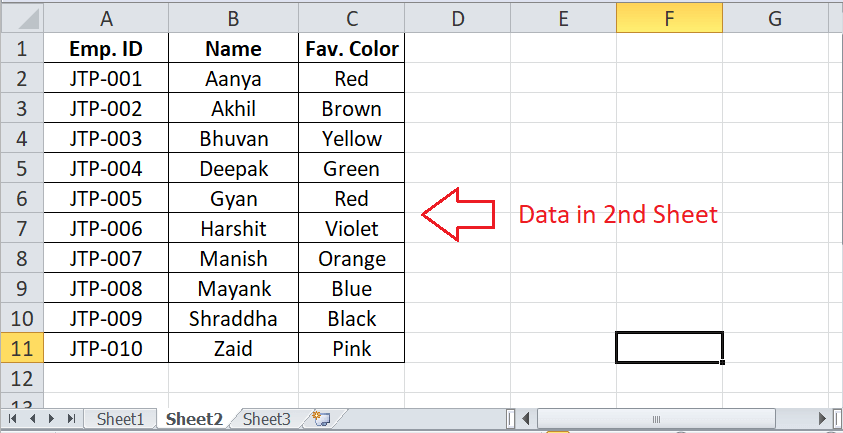 A B C D E F G
1 Emp. ID Name Fav. Color
2 JTP-001 Aanya Red
3 JTP-002 Akhil Brown
4 JTP-003 Bhuvan Yellow
5 JTP-004 Deepak Green
6 JTP-005 Gyan Red
Data in 2nd Sheet
7 JTP-006 Harshit Violet
8 JTP-007 Manish Orange
9 JTP-008 Mayank Blue
10 JTP-009 Shraddha Black
11 JTP-010 Zaid Pink
12
13
Sheet1 Sheet2 Sheet3